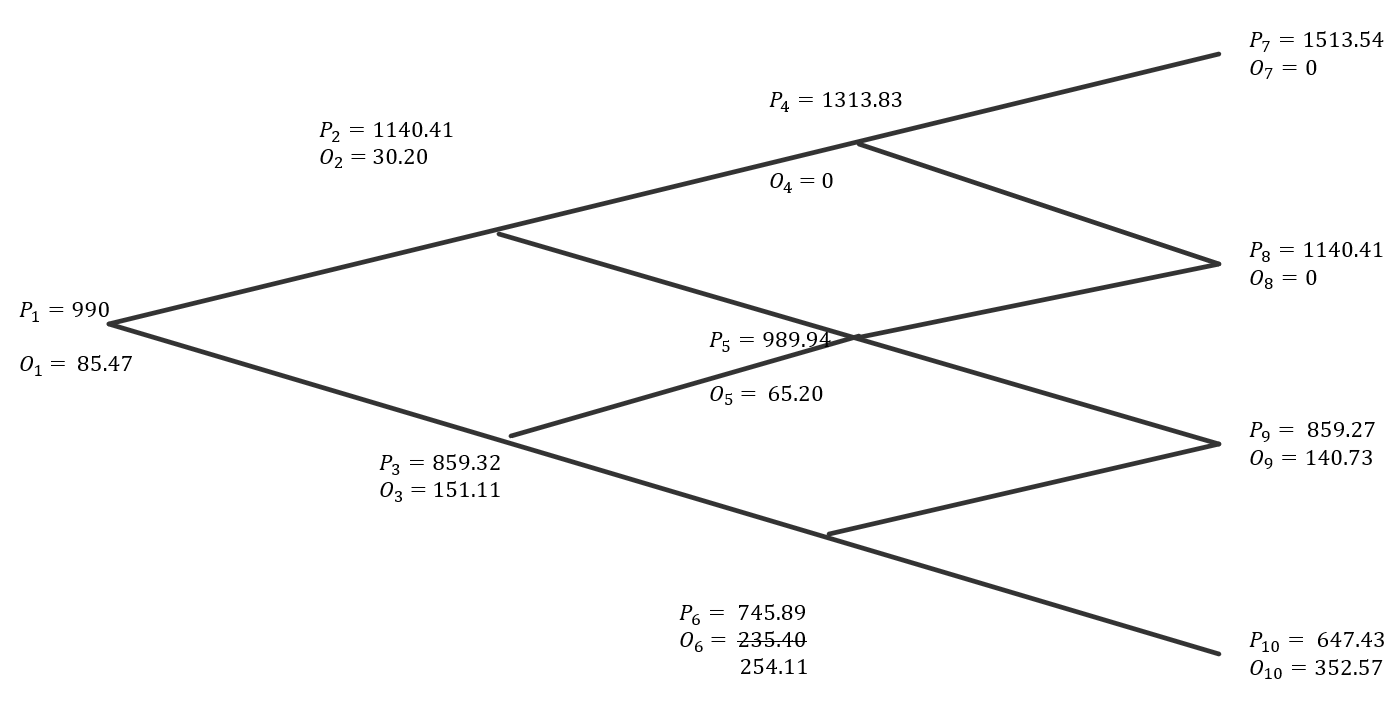 P₇ = 1513.54
O₇ = 0
P₄ = 1313.83
P₂ = 1140.41
O₂ = 30.20
O₄ = 0
P₈ = 1140.41
O₈ = 0
P₁ = 990
P₅ = 989.94
O₁ = 85.47
O₅ = 65.20
P₉ = 859.27
O₉ = 140.73
P₃ = 859.32
O₃ = 151.11
P₆ = 745.89
O₆ = 235.40
254.11
P₁₀ = 647.43
O₁₀ = 352.57